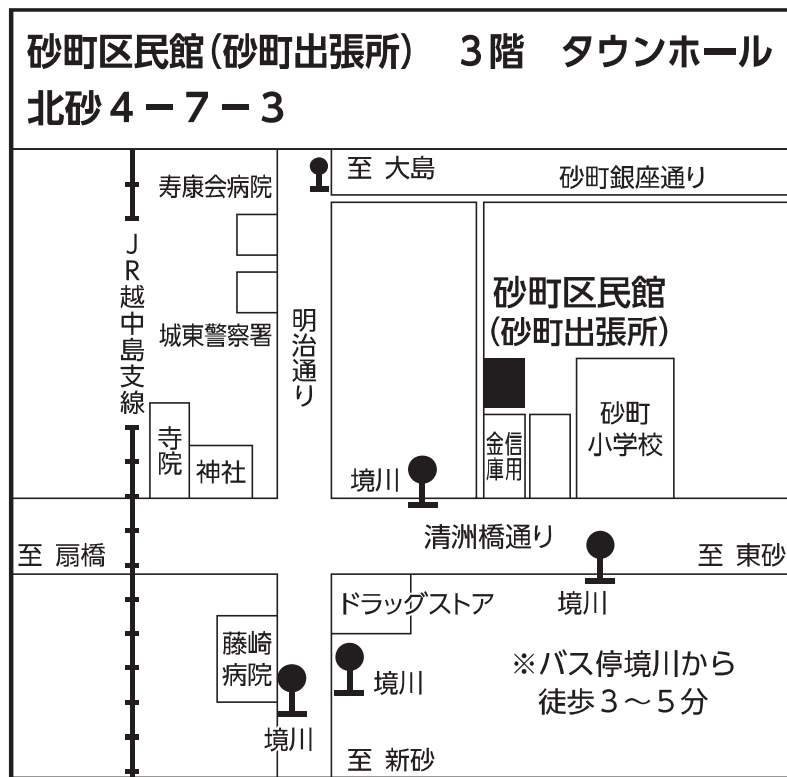 砂町区民館（砂町出張所）　３階　タウンホール
北砂４－７－３
至 大島
砂町銀座通り
寿康会病院
JR越中島支線
城東警察署
明治通り
砂町区民館
（砂町出張所）
寺院
神社
境川
信用
金庫
砂町
小学校
清洲橋通り
至 扇橋
至 東砂
ドラッグストア
境川
藤崎
病院
境川
境川
※バス停境川から
徒歩３～５分
至 新砂